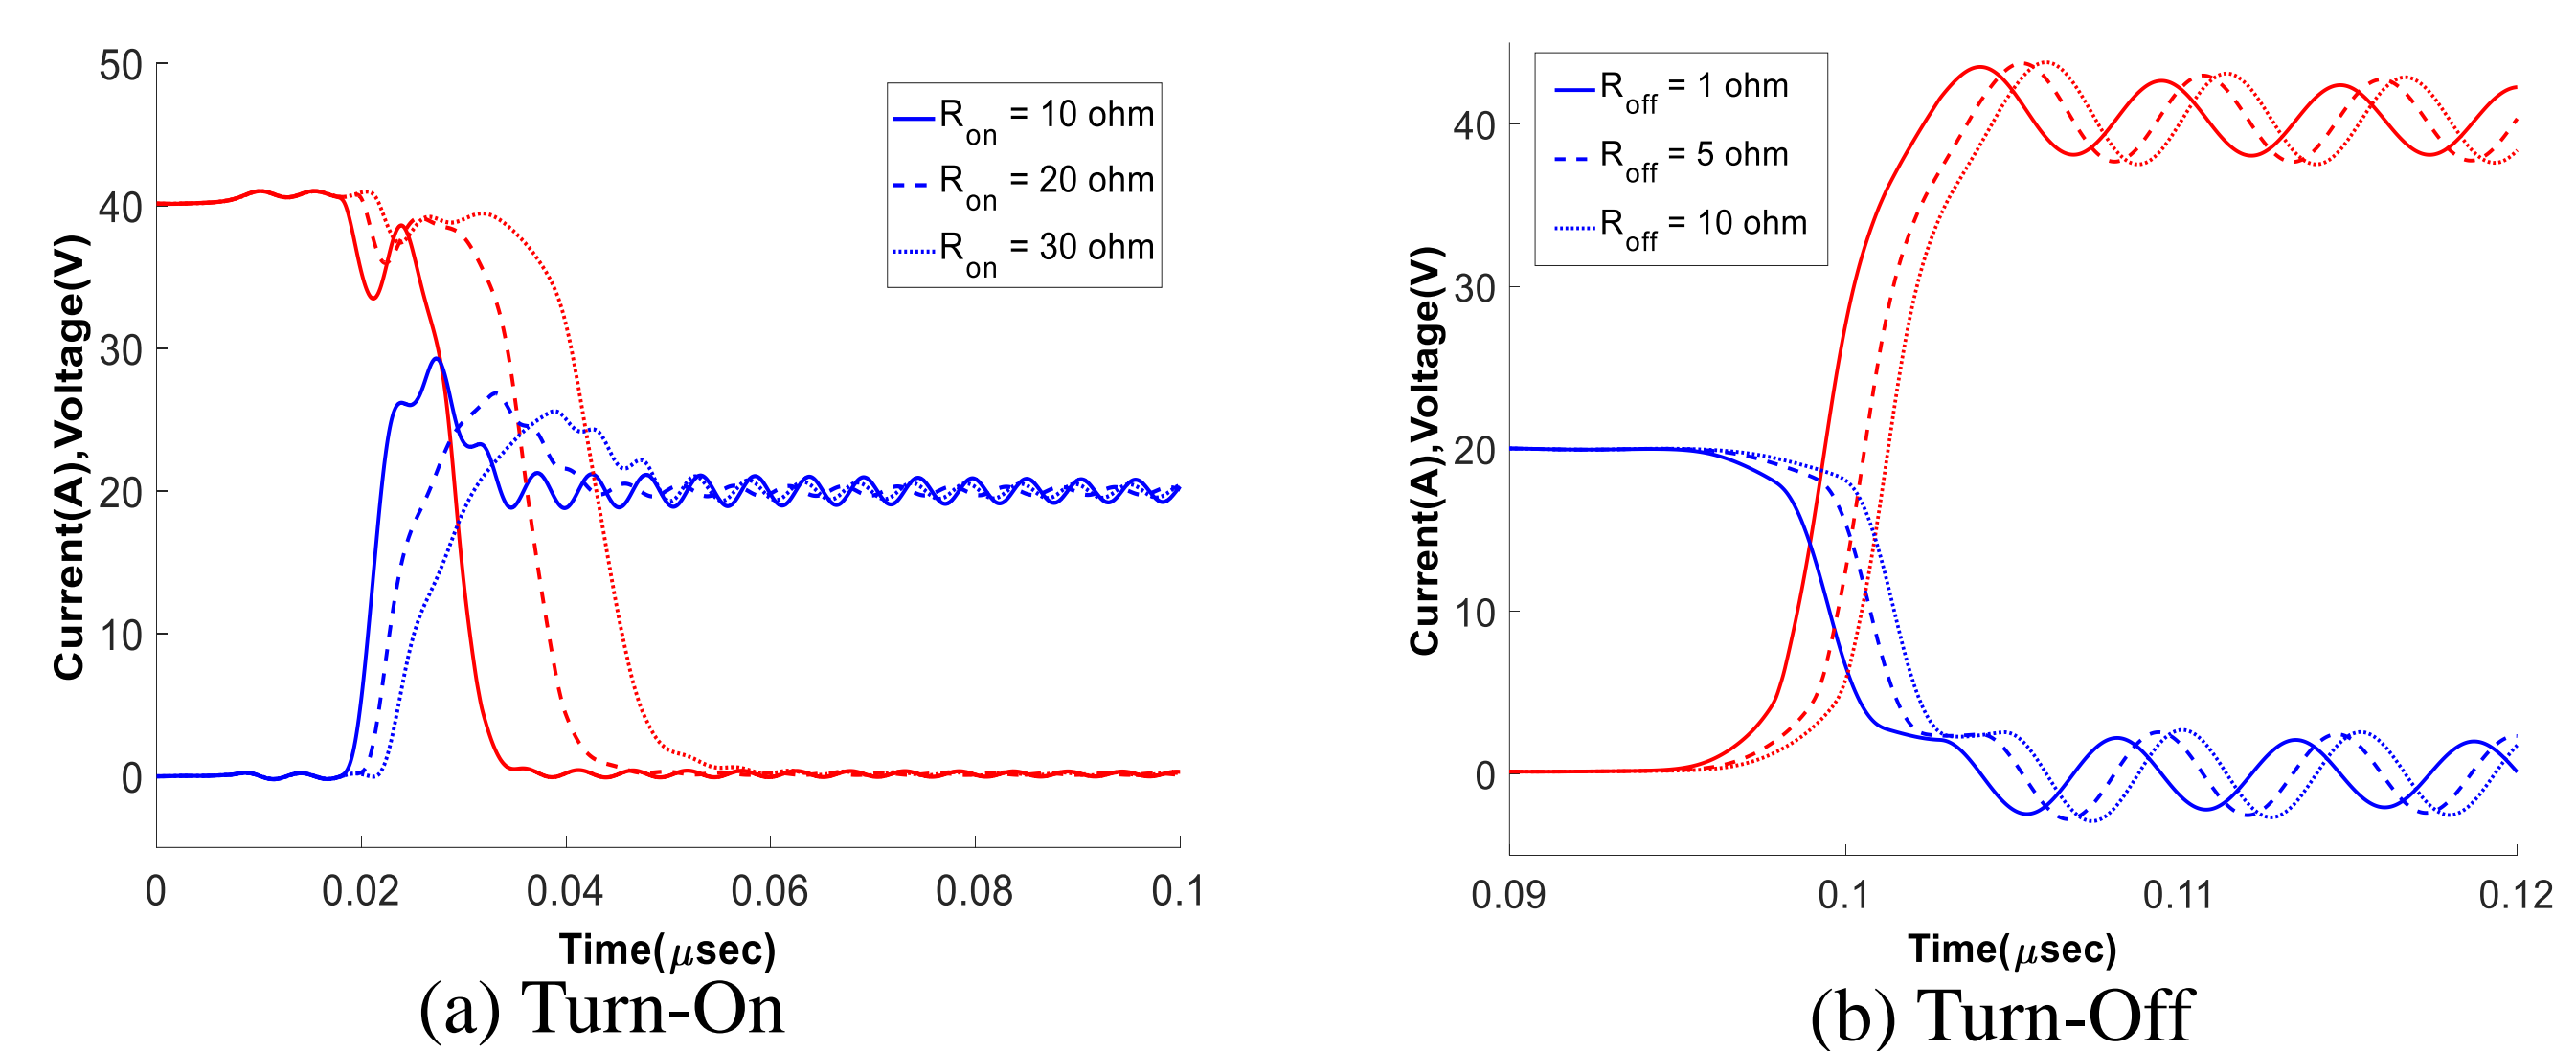 50
40
30
20
10
0
Current(A),Voltage(V)
R_on = 10 ohm
R_on = 20 ohm
R_on = 30 ohm
0 0.02 0.04 0.06 0.08 0.1
Time(μsec)
(a) Turn-On
40
30
20
10
0
Current(A),Voltage(V)
R_off = 1 ohm
R_off = 5 ohm
R_off = 10 ohm
0.09 0.1 0.11 0.12
Time(μsec)
(b) Turn-Off